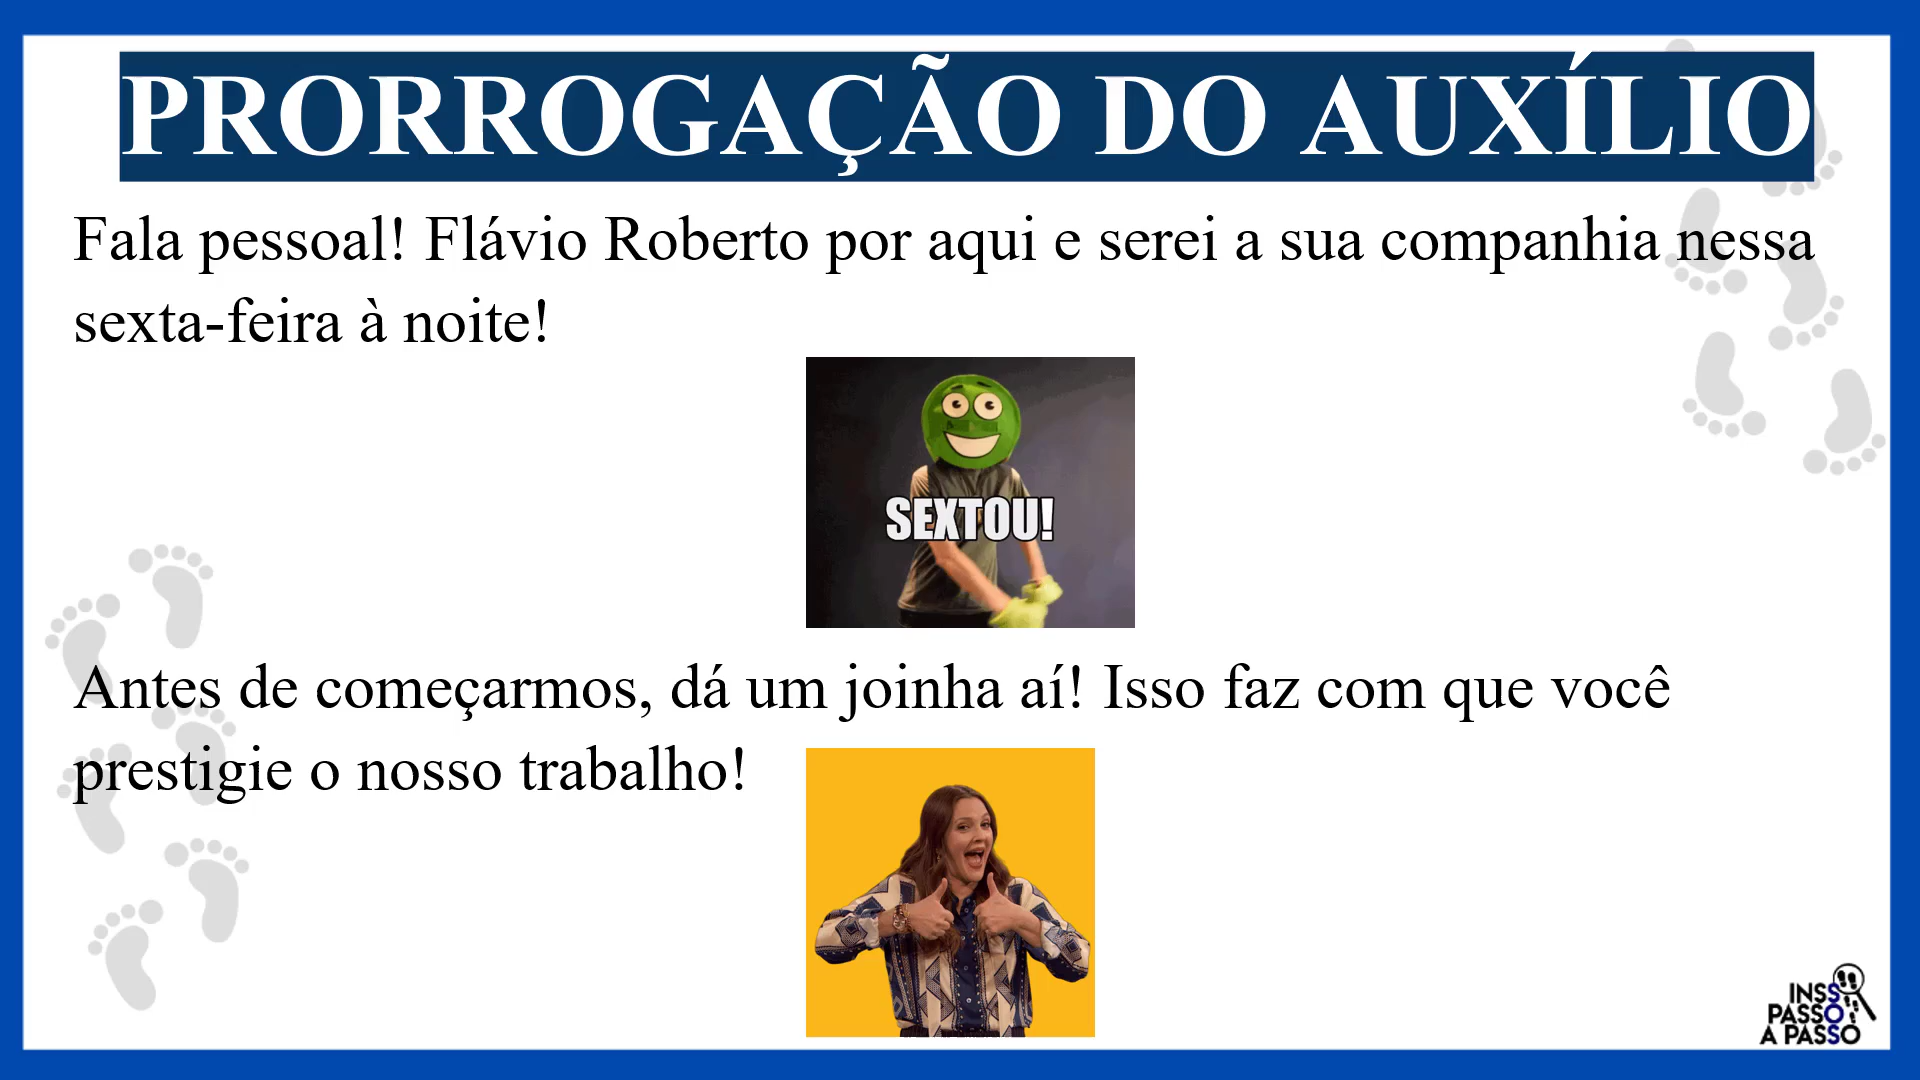 PRORROGAÇÃO DO AUXÍLIO
Fala pessoal! Flávio Roberto por aqui e serei a sua companhia nessa
sexta-feira à noite!
SEXTOU!
Antes de começarmos, dá um joinha aí! Isso faz com que você
prestigie o nosso trabalho!
INSS
PASSO
A PASSO